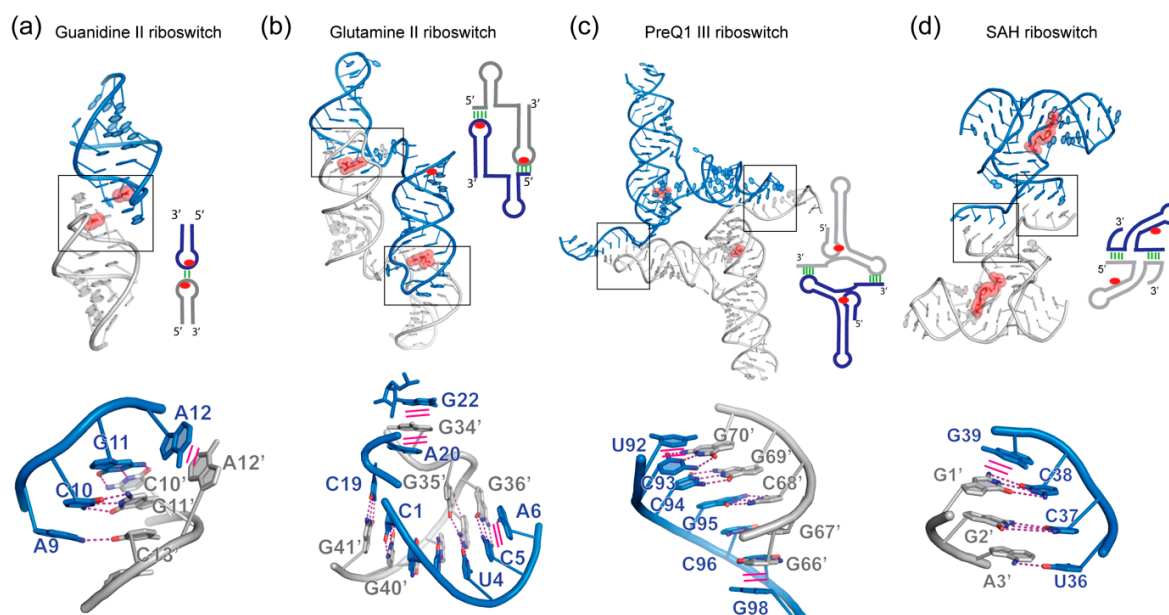 (a) Guanidine II riboswitch
(b) Glutamine II riboswitch
(c) PreQ1 III riboswitch
(d) SAH riboswitch
3' 5'
5' 3'
5' 3'
3' 5'
5'
3'
3'
5'
3'
5'
A12
G11
A12'
C10
C10'
G11'
A9
C13'
G22
G34'
A20
C19
G35'
G36'
C1
A6
G41'
C5
G40'
U4
U92
G70'
G69'
C93
C68'
C94
G95
G67'
C96
G66'
G98
G39
G1'
C38
G2'
C37
A3'
U36